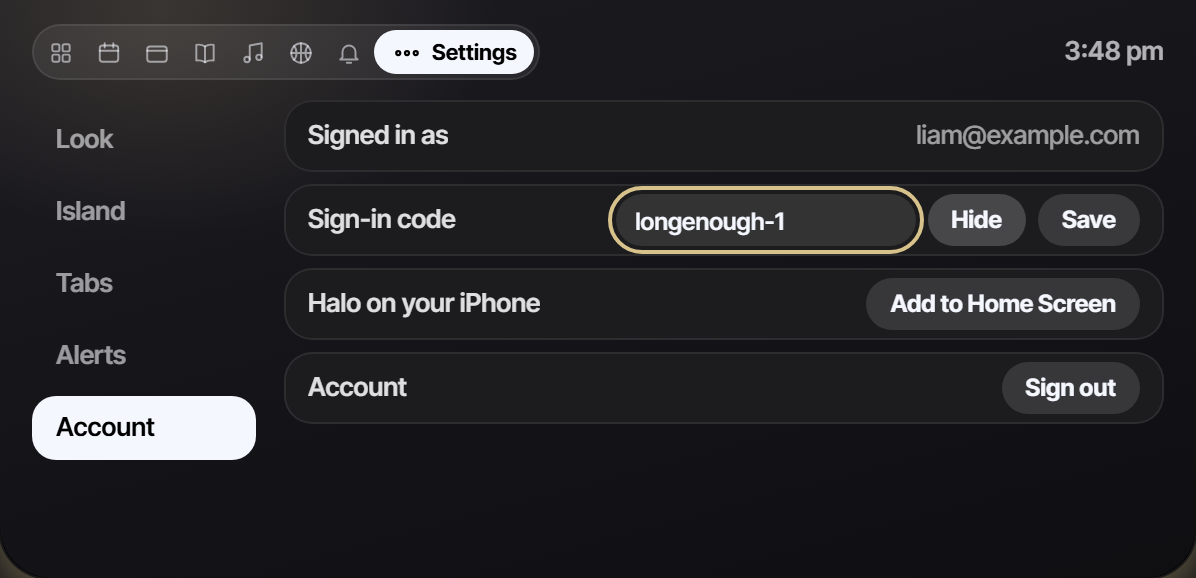 Settings
3:48 pm
Look
Island
Tabs
Alerts
Account
Signed in as liam@example.com
Sign-in code longenough-1 Hide Save
Halo on your iPhone Add to Home Screen
Account Sign out